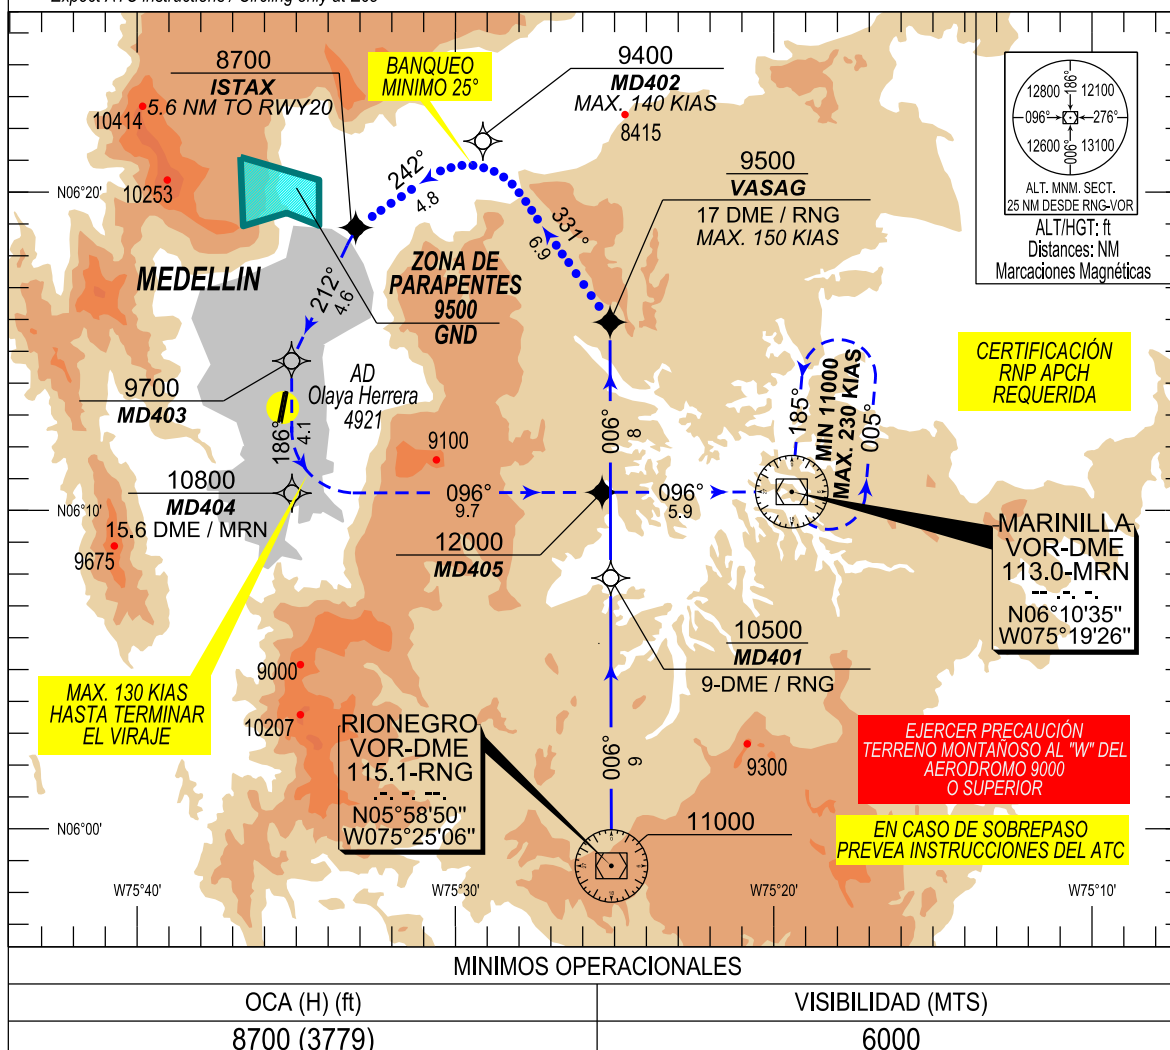 8700
ISTAX
5.6 NM TO RWY20
BANQUEO
MINIMO 25°
9400
MD402
MAX. 140 KIAS
8415
10414
10253
N06°20'
242°
4.8
331°
6.9
9500
VASAG
17 DME / RNG
MAX. 150 KIAS
12800
186°
12100
096°
276°
12600
006°
13100
ALT. MNM. SECT.
25 NM DESDE RNG-VOR
ALT/HGT: ft
Distances: NM
Marcaciones Magnéticas
MEDELLIN
ZONA DE
PARAPENTES
9500
GND
212°
4.6
9700
MD403
AD
Olaya Herrera
4921
186°
4.1
9100
006°
8
185°
MIN 11000
MAX. 230 KIAS
005°
CERTIFICACIÓN
RNP APCH
REQUERIDA
10800
MD404
15.6 DME / MRN
N06°10'
9675
096°
9.7
096°
5.9
12000
MD405
MARINILLA
VOR-DME
113.0-MRN
-- .-. -.
N06°10'35"
W075°19'26"
10500
MD401
9-DME / RNG
9000
10207
MAX. 130 KIAS
HASTA TERMINAR
EL VIRAJE
RIONEGRO
VOR-DME
115.1-RNG
.-. -. --.
N05°58'50"
W075°25'06"
006°
9
9300
EJERCER PRECAUCIÓN
TERRENO MONTAÑOSO AL "W" DEL
AERODROMO 9000
O SUPERIOR
11000
EN CASO DE SOBREPASO
PREVEA INSTRUCCIONES DEL ATC
N06°00'
W75°40'
W75°30'
W75°20'
W75°10'
MINIMOS OPERACIONALES
OCA (H) (ft)
VISIBILIDAD (MTS)
8700 (3779)
6000